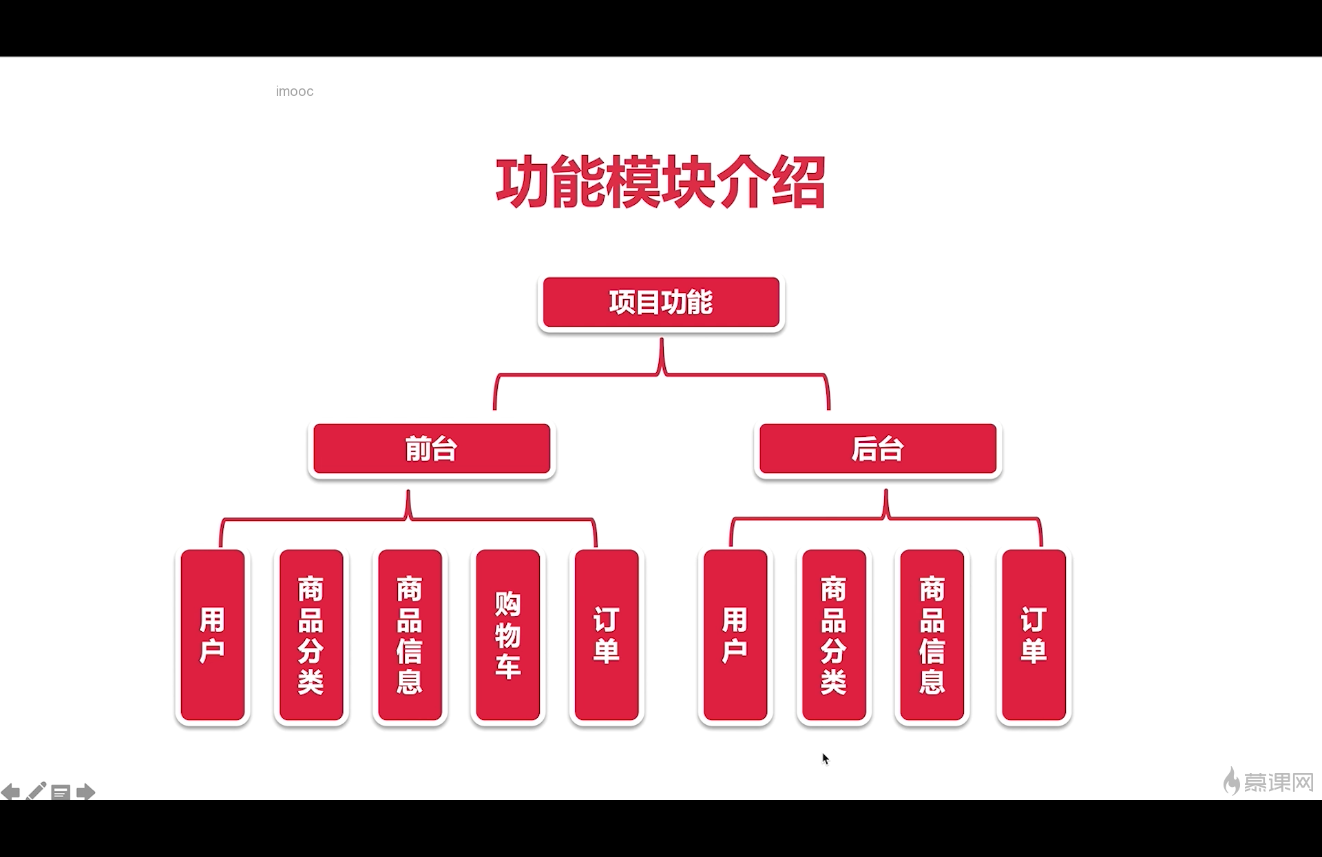 imooc
功能模块介绍
项目功能
前台
后台
用户
商品分类
商品信息
购物车
订单
用户
商品分类
商品信息
订单
慕课网